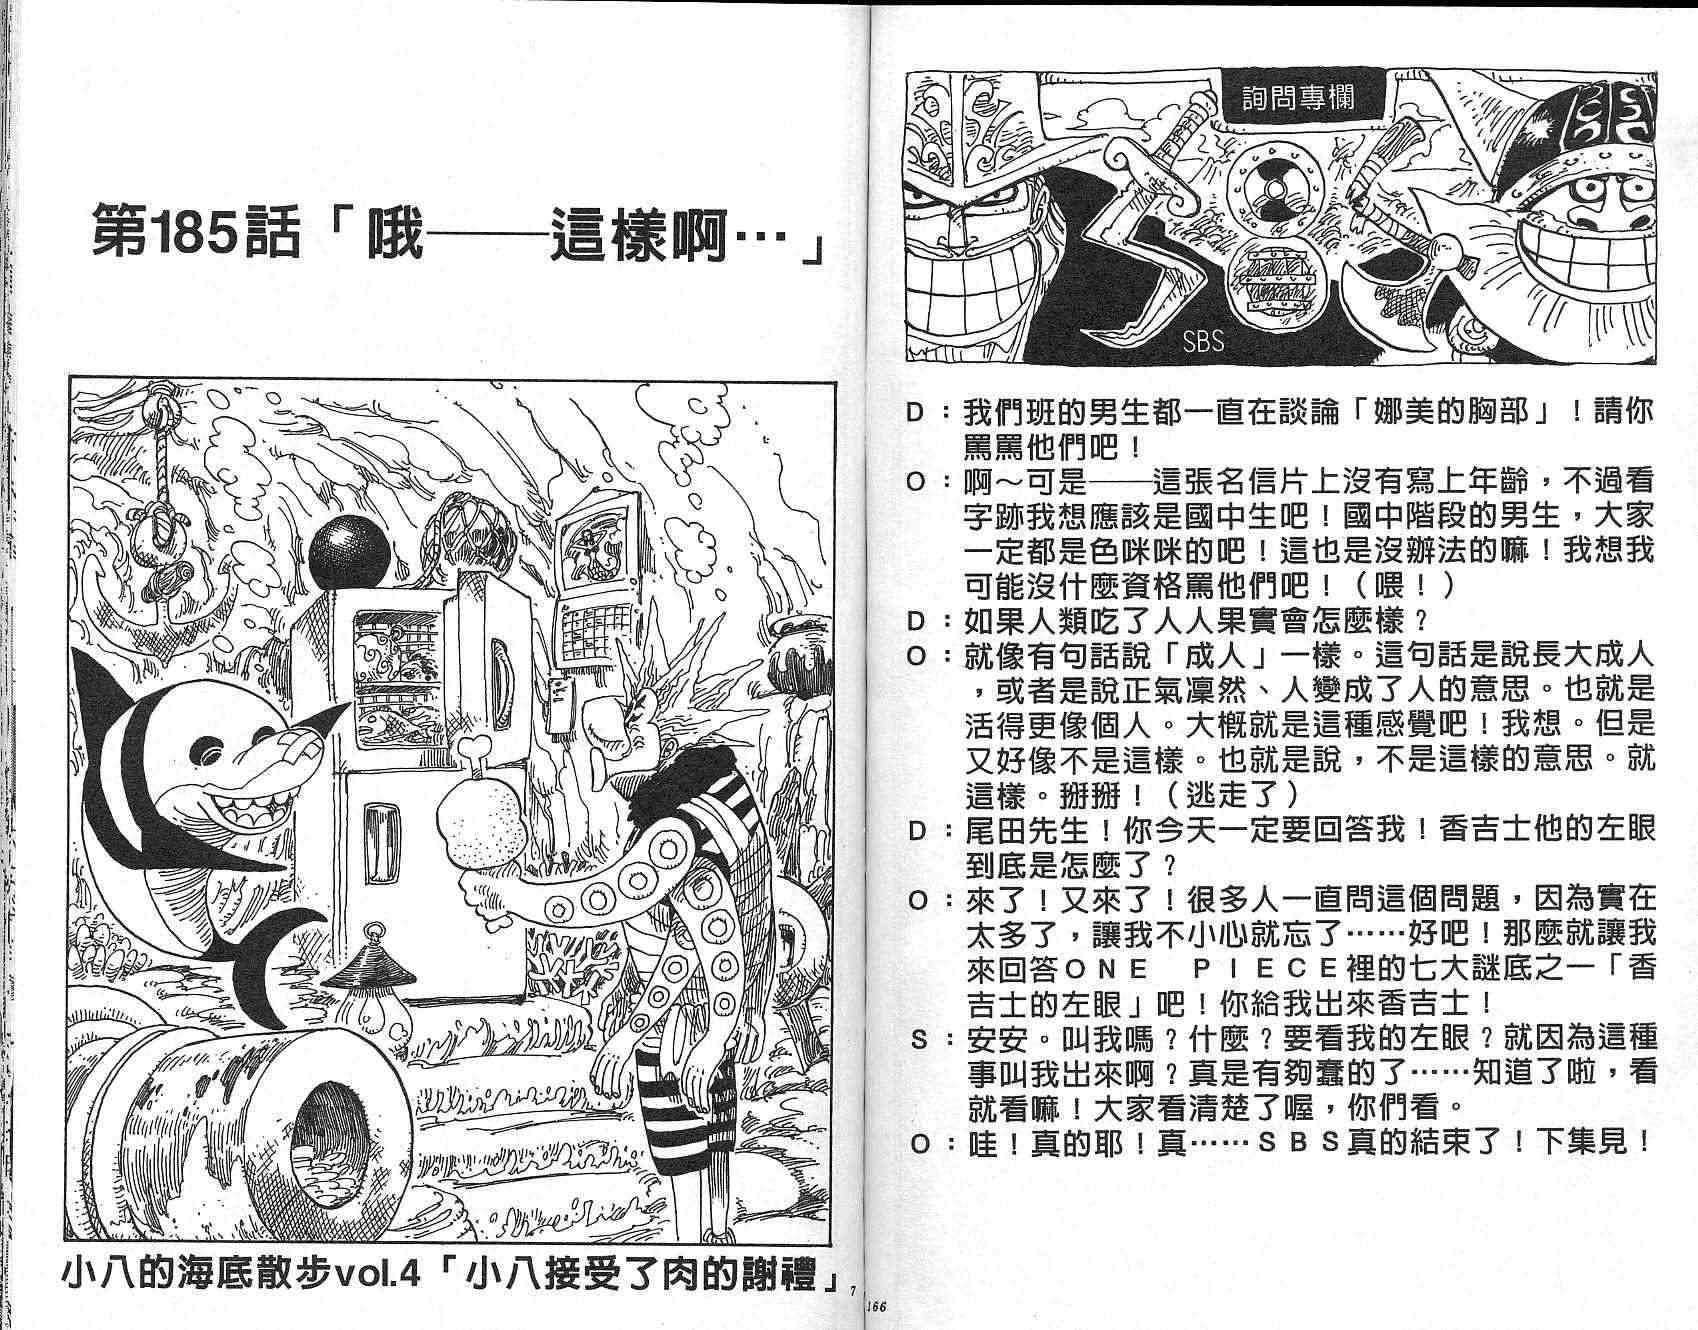 詢問專欄
SBS
D：我們班的男生都一直在談論「娜美的胸部」！請你
罵罵他們吧！
O：啊～可是──這張名信片上沒有寫上年齡，不過看
字跡我想應該是國中生吧！國中階段的男生，大家
一定都是色咪咪的吧！這也是沒辦法的嘛！我想我
可能沒什麼資格罵他們吧！（喂！）
D：如果人類吃了人人果實會怎麼樣？
O：就像有句話說「成人」一樣。這句話是說長大成人
，或者是說正氣凜然、人變成了人的意思。也就是
活得更像個人。大概就是這種感覺吧！我想。但是
又好像不是這樣。也就是說，不是這樣的意思。就
這樣。掰掰！（逃走了）
D：尾田先生！你今天一定要回答我！香吉士他的左眼
到底是怎麼了？
O：來了！又來了！很多人一直問這個問題，因為實在
太多了，讓我不小心就忘了……好吧！那麼就讓我
來回答ONE PIECE裡的七大謎底之一「香
吉士的左眼」吧！你給我出來香吉士！
S：安安。叫我嗎？什麼？要看我的左眼？就因為這種
事叫我出來啊？真是有夠蠢的了……知道了啦，看
就看嘛！大家看清楚了喔，你們看。
O：哇！真的耶！真……SBS真的結束了！下集見！
166
第185話「哦──這樣啊…」
小八的海底散步vol.4「小八接受了肉的謝禮」
7